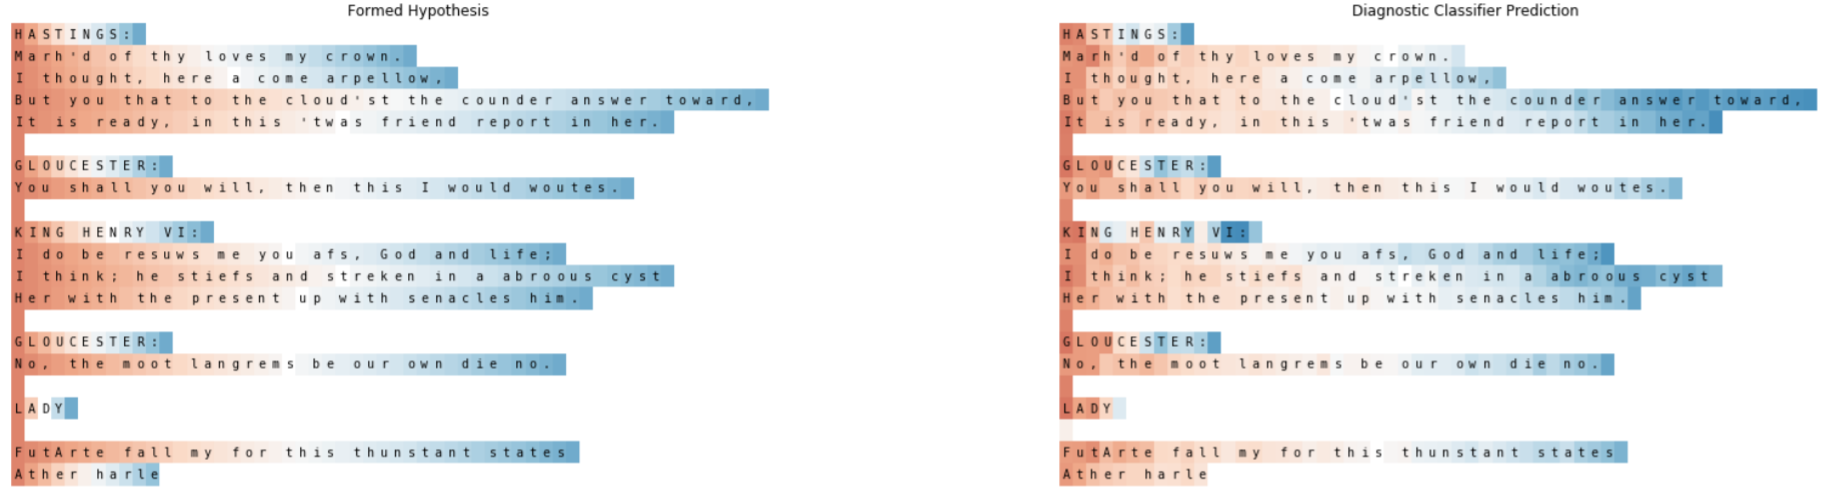 Formed Hypothesis
HASTINGS:
Marh'd of thy loves my crown.
I thought, here a come arpellow,
But you that to the cloud'st the counder answer toward,
It is ready, in this 'twas friend report in her.
GLOUCESTER:
You shall you will, then this I would woutes.
KING HENRY VI:
I do be resuws me you afs, God and life;
I think; he stiefs and streken in a abroous cyst
Her with the present up with senacles him.
GLOUCESTER:
No, the moot langrems be our own die no.
LADY
FutArte fall my for this thunstant states
Ather harle
Diagnostic Classifier Prediction
HASTINGS:
Marh'd of thy loves my crown.
I thought, here a come arpellow,
But you that to the cloud'st the counder answer toward,
It is ready, in this 'twas friend report in her.
GLOUCESTER:
You shall you will, then this I would woutes.
KING HENRY VI:
I do be resuws me you afs, God and life;
I think; he stiefs and streken in a abroous cyst
Her with the present up with senacles him.
GLOUCESTER:
No, the moot langrems be our own die no.
LADY
FutArte fall my for this thunstant states
Ather harle